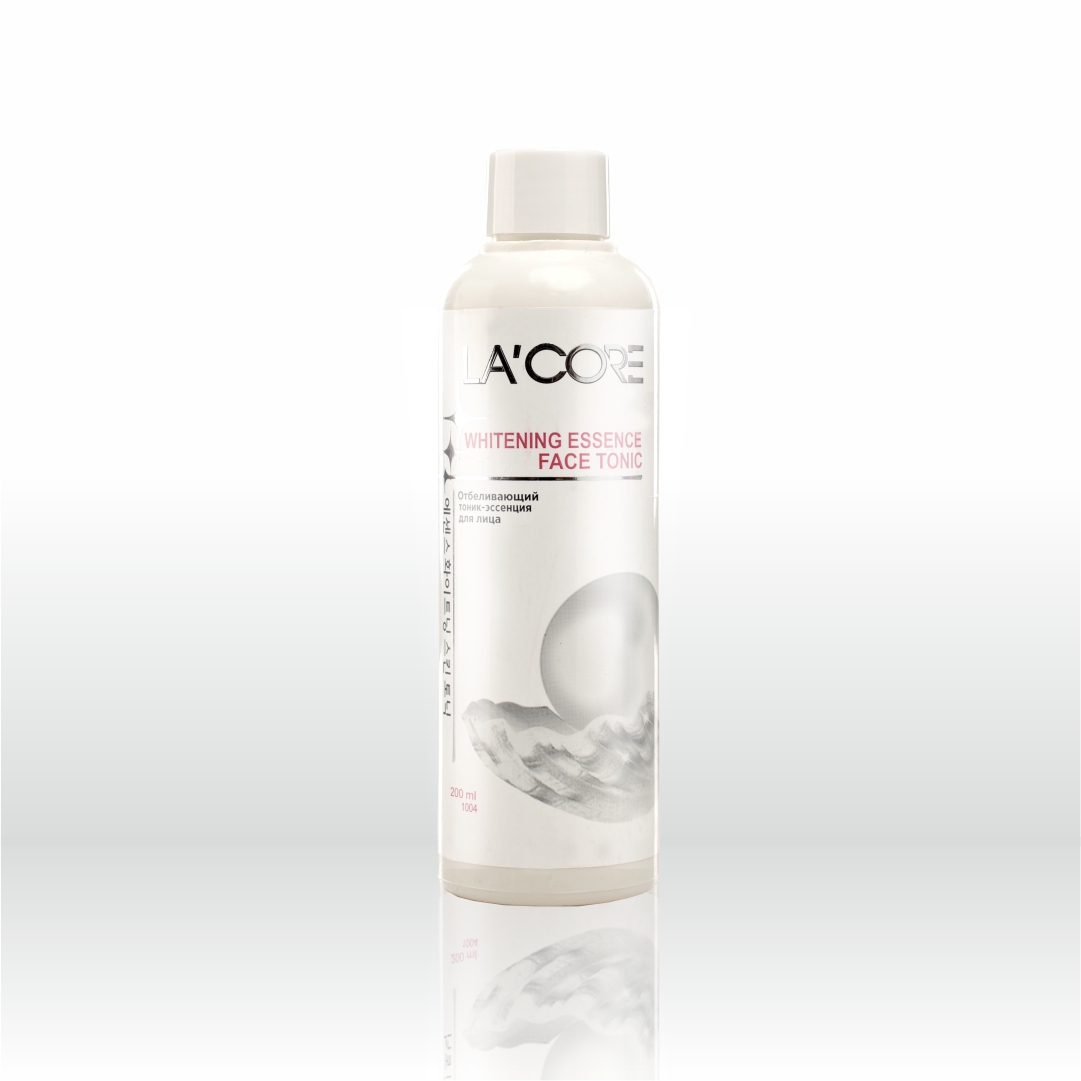 LA'CORE
WHITENING ESSENCE
FACE TONIC
Отбеливающий
тоник-эссенция
для лица
200 ml
1004